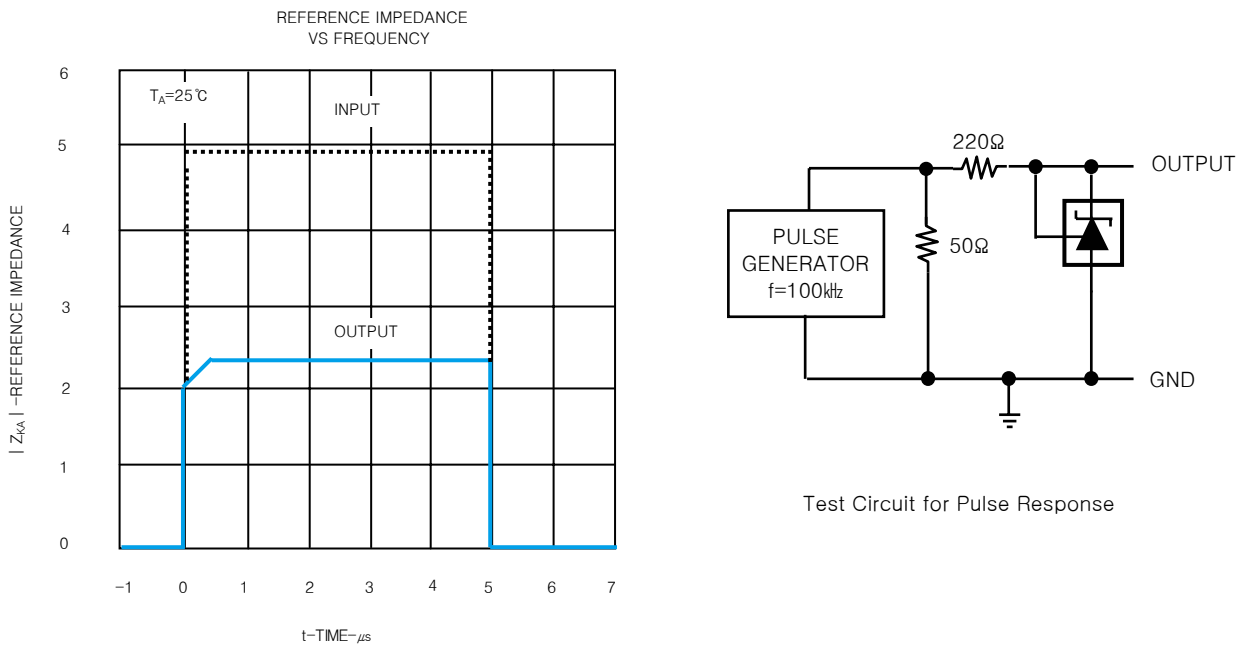 REFERENCE IMPEDANCE
VS FREQUENCY
6
5
4
3
2
1
0
T_A=25℃
INPUT
OUTPUT
| Z_KA | -REFERENCE IMPEDANCE
-1 0 1 2 3 4 5 6 7
t-TIME-μs
220Ω
OUTPUT
PULSE
GENERATOR
f=100㎑
50Ω
GND
Test Circuit for Pulse Response